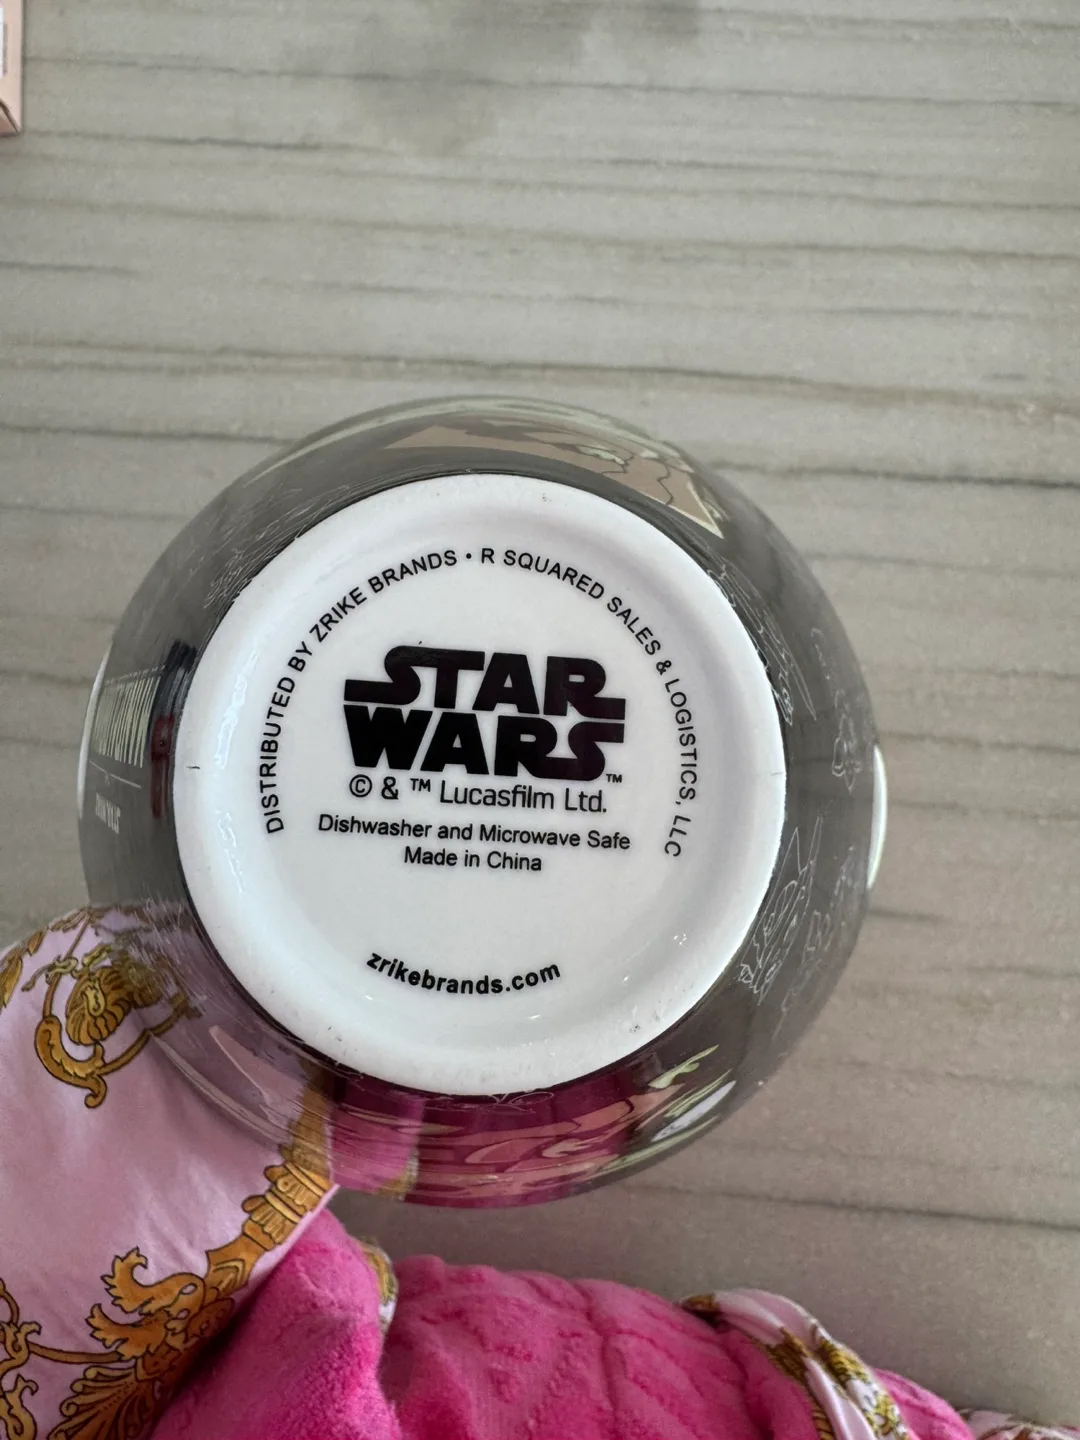 DISTRIBUTED BY ZRIKE BRANDS • R SQUARED SALES & LOGISTICS, LLC
STAR
WARS™
© & ™ Lucasfilm Ltd.
Dishwasher and Microwave Safe
Made in China
zrikebrands.com